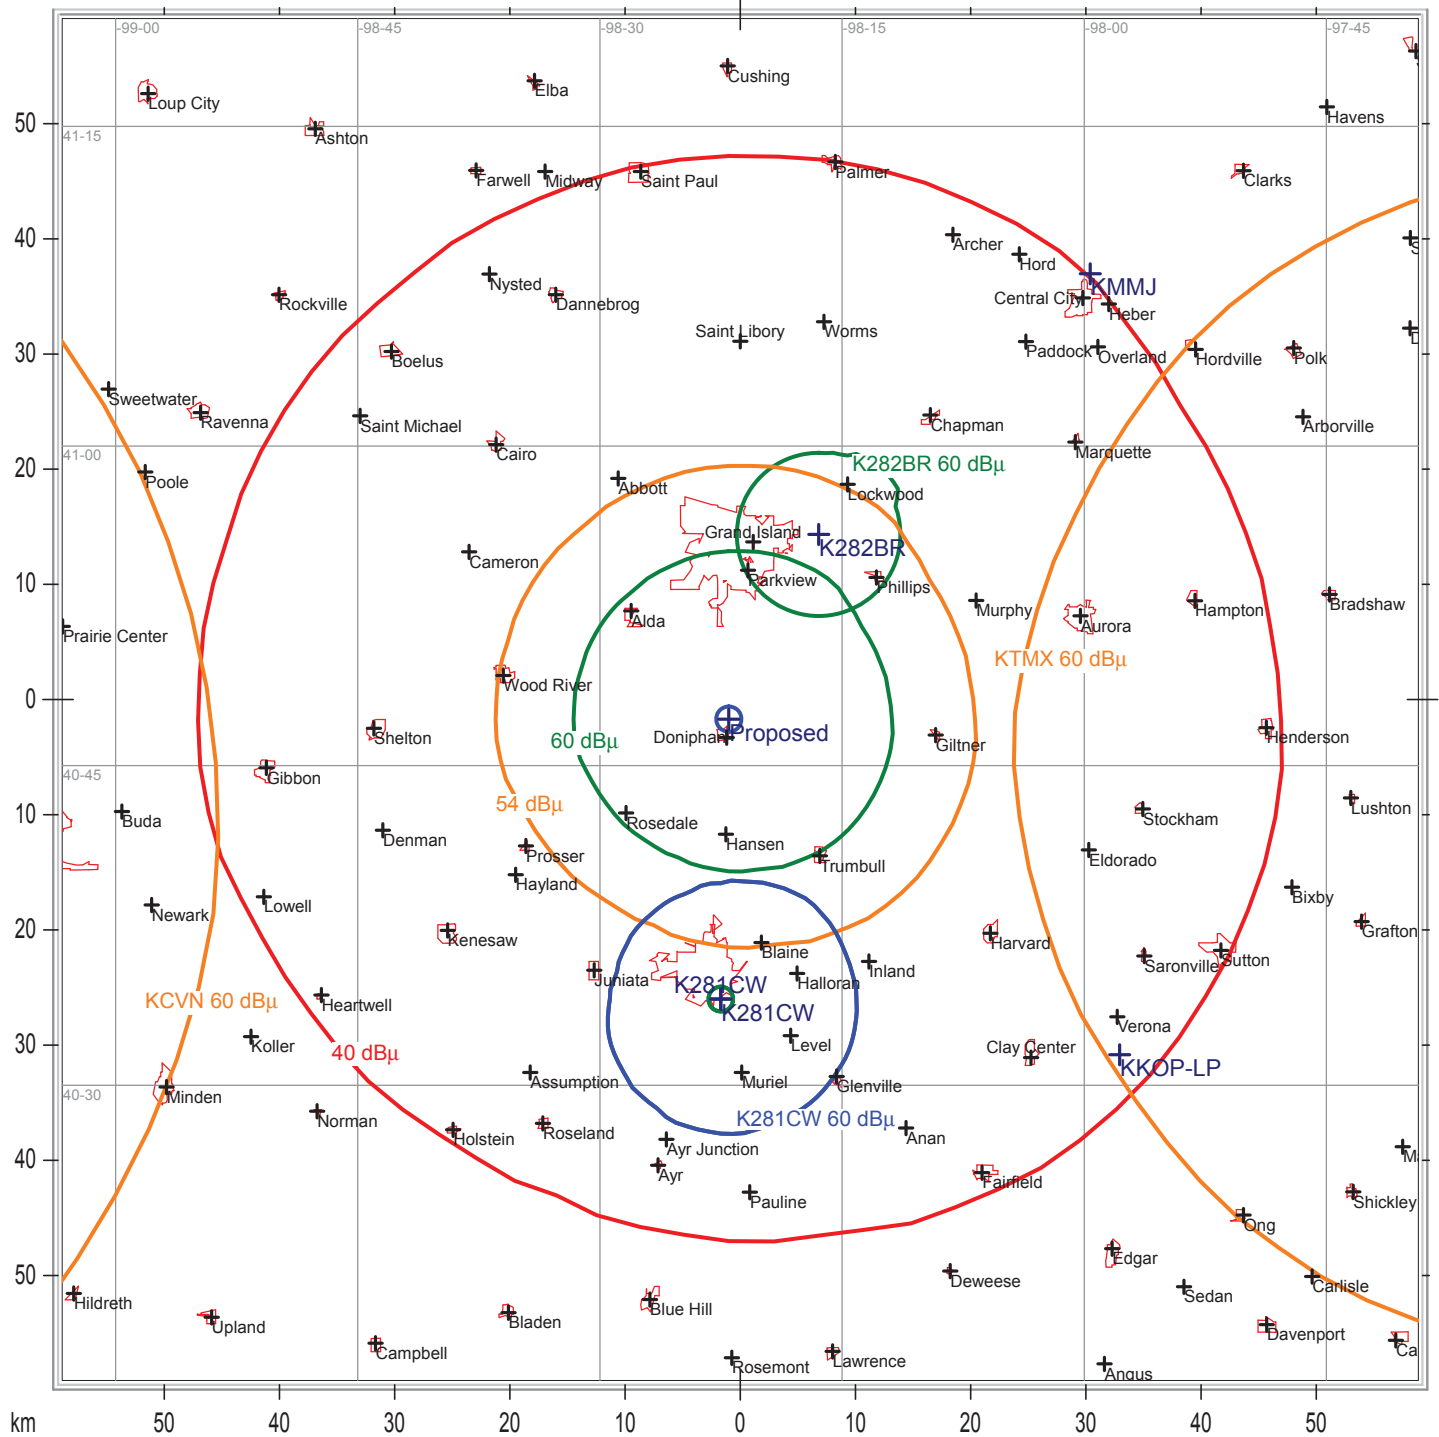 -99-00
-98-45
-98-30
-98-15
-98-00
-97-45
Cushing
Elba
Loup City
Havens
50
41-15
Ashton
Farwell
Midway
Saint Paul
Palmer
Clarks
40
Archer
Hord
Nysted
KMMJ
Rockville
Dannebrog
Central City
Heber
Saint Libory
Worms
30
Boelus
Paddock
Overland
Hordville
Polk
Sweetwater
Ravenna
Saint Michael
Chapman
Arborville
41-00
Cairo
Marquette
20
Poole
K282BR 60 dBµ
Abbott
Lockwood
Grand Island
K282BR
Cameron
10
Parkview
Phillips
Murphy
Hampton
Bradshaw
Alda
Aurora
Prairie Center
KTMX 60 dBµ
Wood River
0
Shelton
Doniphan
Proposed
60 dBµ
Giltner
Henderson
40-45
Gibbon
54 dBµ
10
Buda
Rosedale
Lushton
Stockham
Denman
Hansen
Prosser
Trumbull
Eldorado
Hayland
Bixby
Newark
Lowell
20
Kenesaw
Blaine
Harvard
Grafton
Sutton
Saronville
Juniata
Halloran
Inland
K281CW
KCVN 60 dBµ
Heartwell
K281CW
Verona
30
Koller
40 dBµ
Level
Clay Center
KKOP-LP
40-30
Minden
Assumption
Muriel
Glenville
Norman
K281CW 60 dBµ
Holstein
Roseland
Anan
Ayr Junction
40
Ayr
Fairfield
Pauline
Shickley
Ong
Edgar
50
Deweese
Carlisle
Hildreth
Blue Hill
Sedan
Upland
Bladen
Davenport
Campbell
Ca
Rosemont
Lawrence
Angus
km
50
40
30
20
10
0
10
20
30
40
50